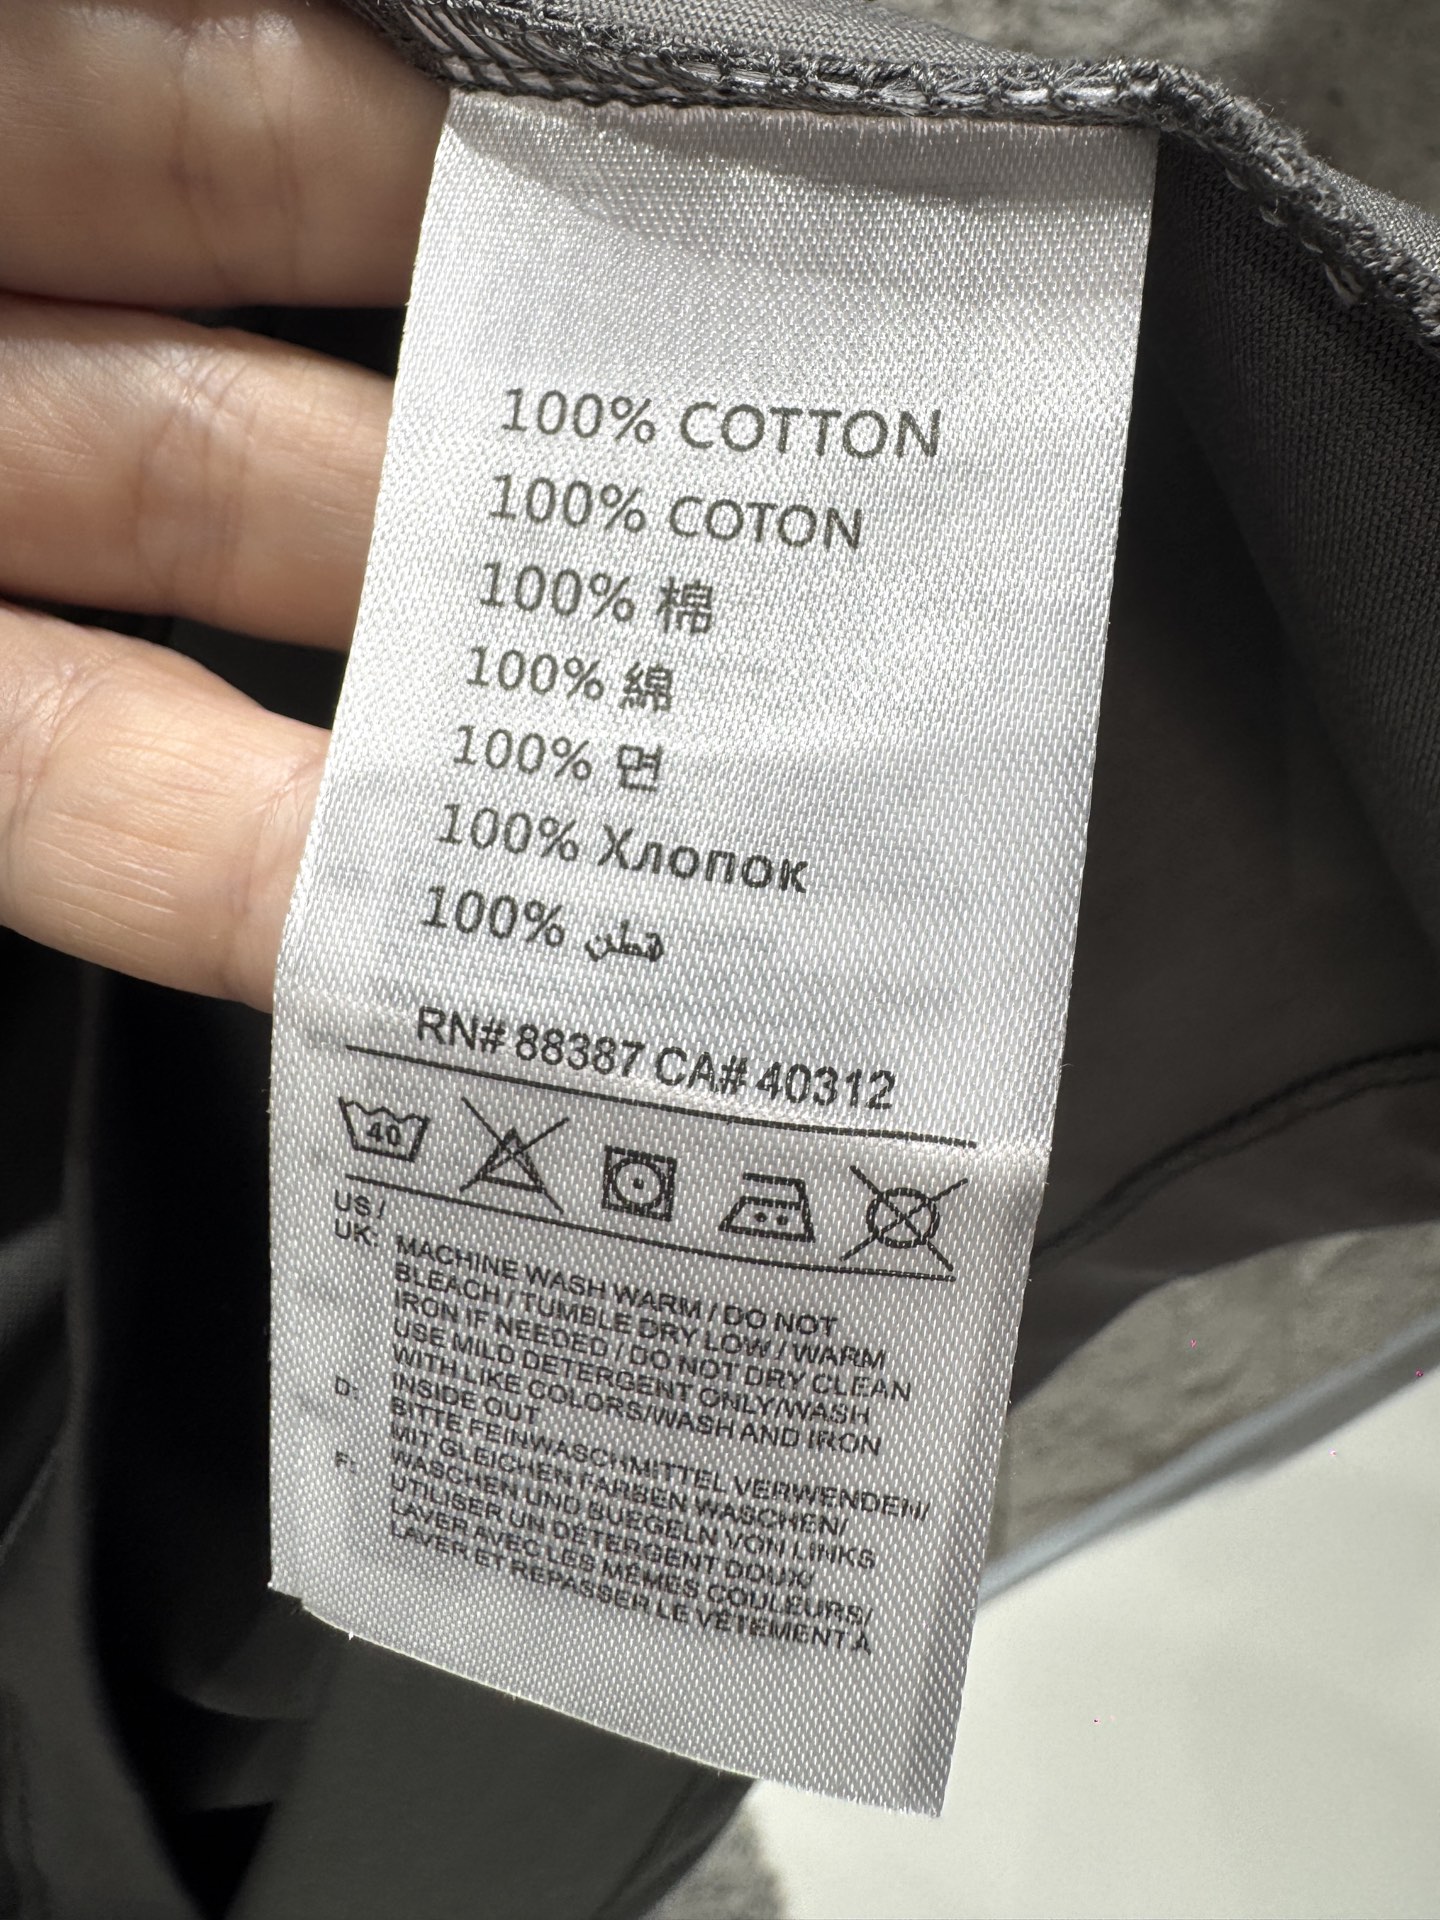 100% COTTON
100% COTON
100% 棉
100% 綿
100% 면
100% Хлопок
100% قطن
RN# 88387 CA# 40312
40
US / UK: MACHINE WASH WARM / DO NOT
BLEACH / TUMBLE DRY LOW / WARM
IRON IF NEEDED / DO NOT DRY CLEAN
USE MILD DETERGENT ONLY/WASH
WITH LIKE COLORS/WASH AND IRON
INSIDE OUT
D: BITTE FEINWASCHMITTEL VERWENDEN/
MIT GLEICHEN FARBEN WASCHEN/
WASCHEN UND BUEGELN VON LINKS
F: UTILISER UN DÉTERGENT DOUX/
LAVER AVEC LES MÊMES COULEURS/
LAVER ET REPASSER LE VÊTEMENT À